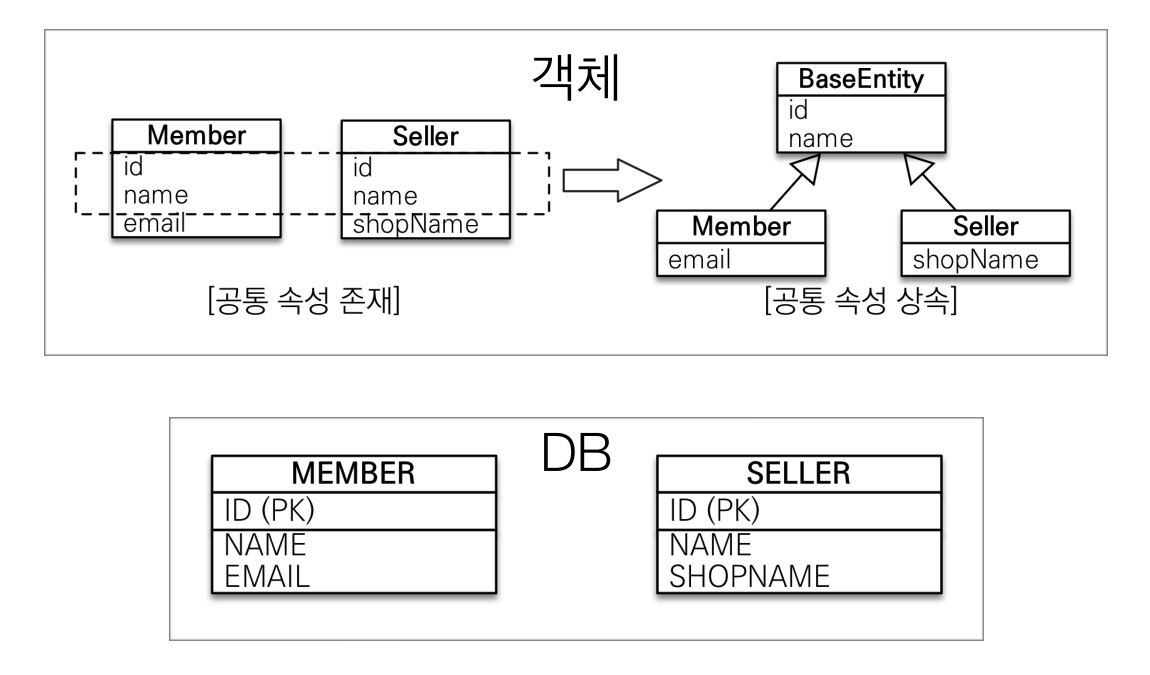 객체
Member
id
name
email
Seller
id
name
shopName
[공통 속성 존재]
BaseEntity
id
name
Member
email
Seller
shopName
[공통 속성 상속]
DB
MEMBER
ID (PK)
NAME
EMAIL
SELLER
ID (PK)
NAME
SHOPNAME